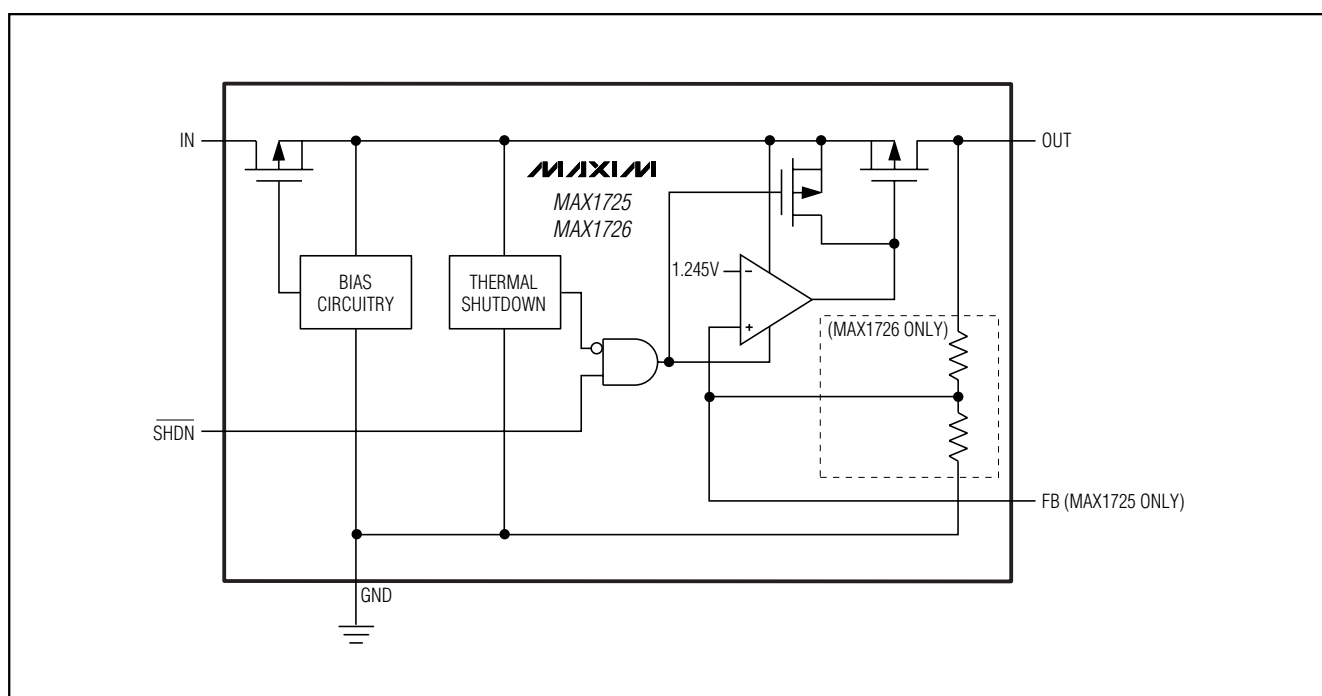 IN
OUT
MAXIM
MAX1725
MAX1726
BIAS
CIRCUITRY
THERMAL
SHUTDOWN
1.245V
−
+
(MAX1726 ONLY)
SHDN
FB (MAX1725 ONLY)
GND